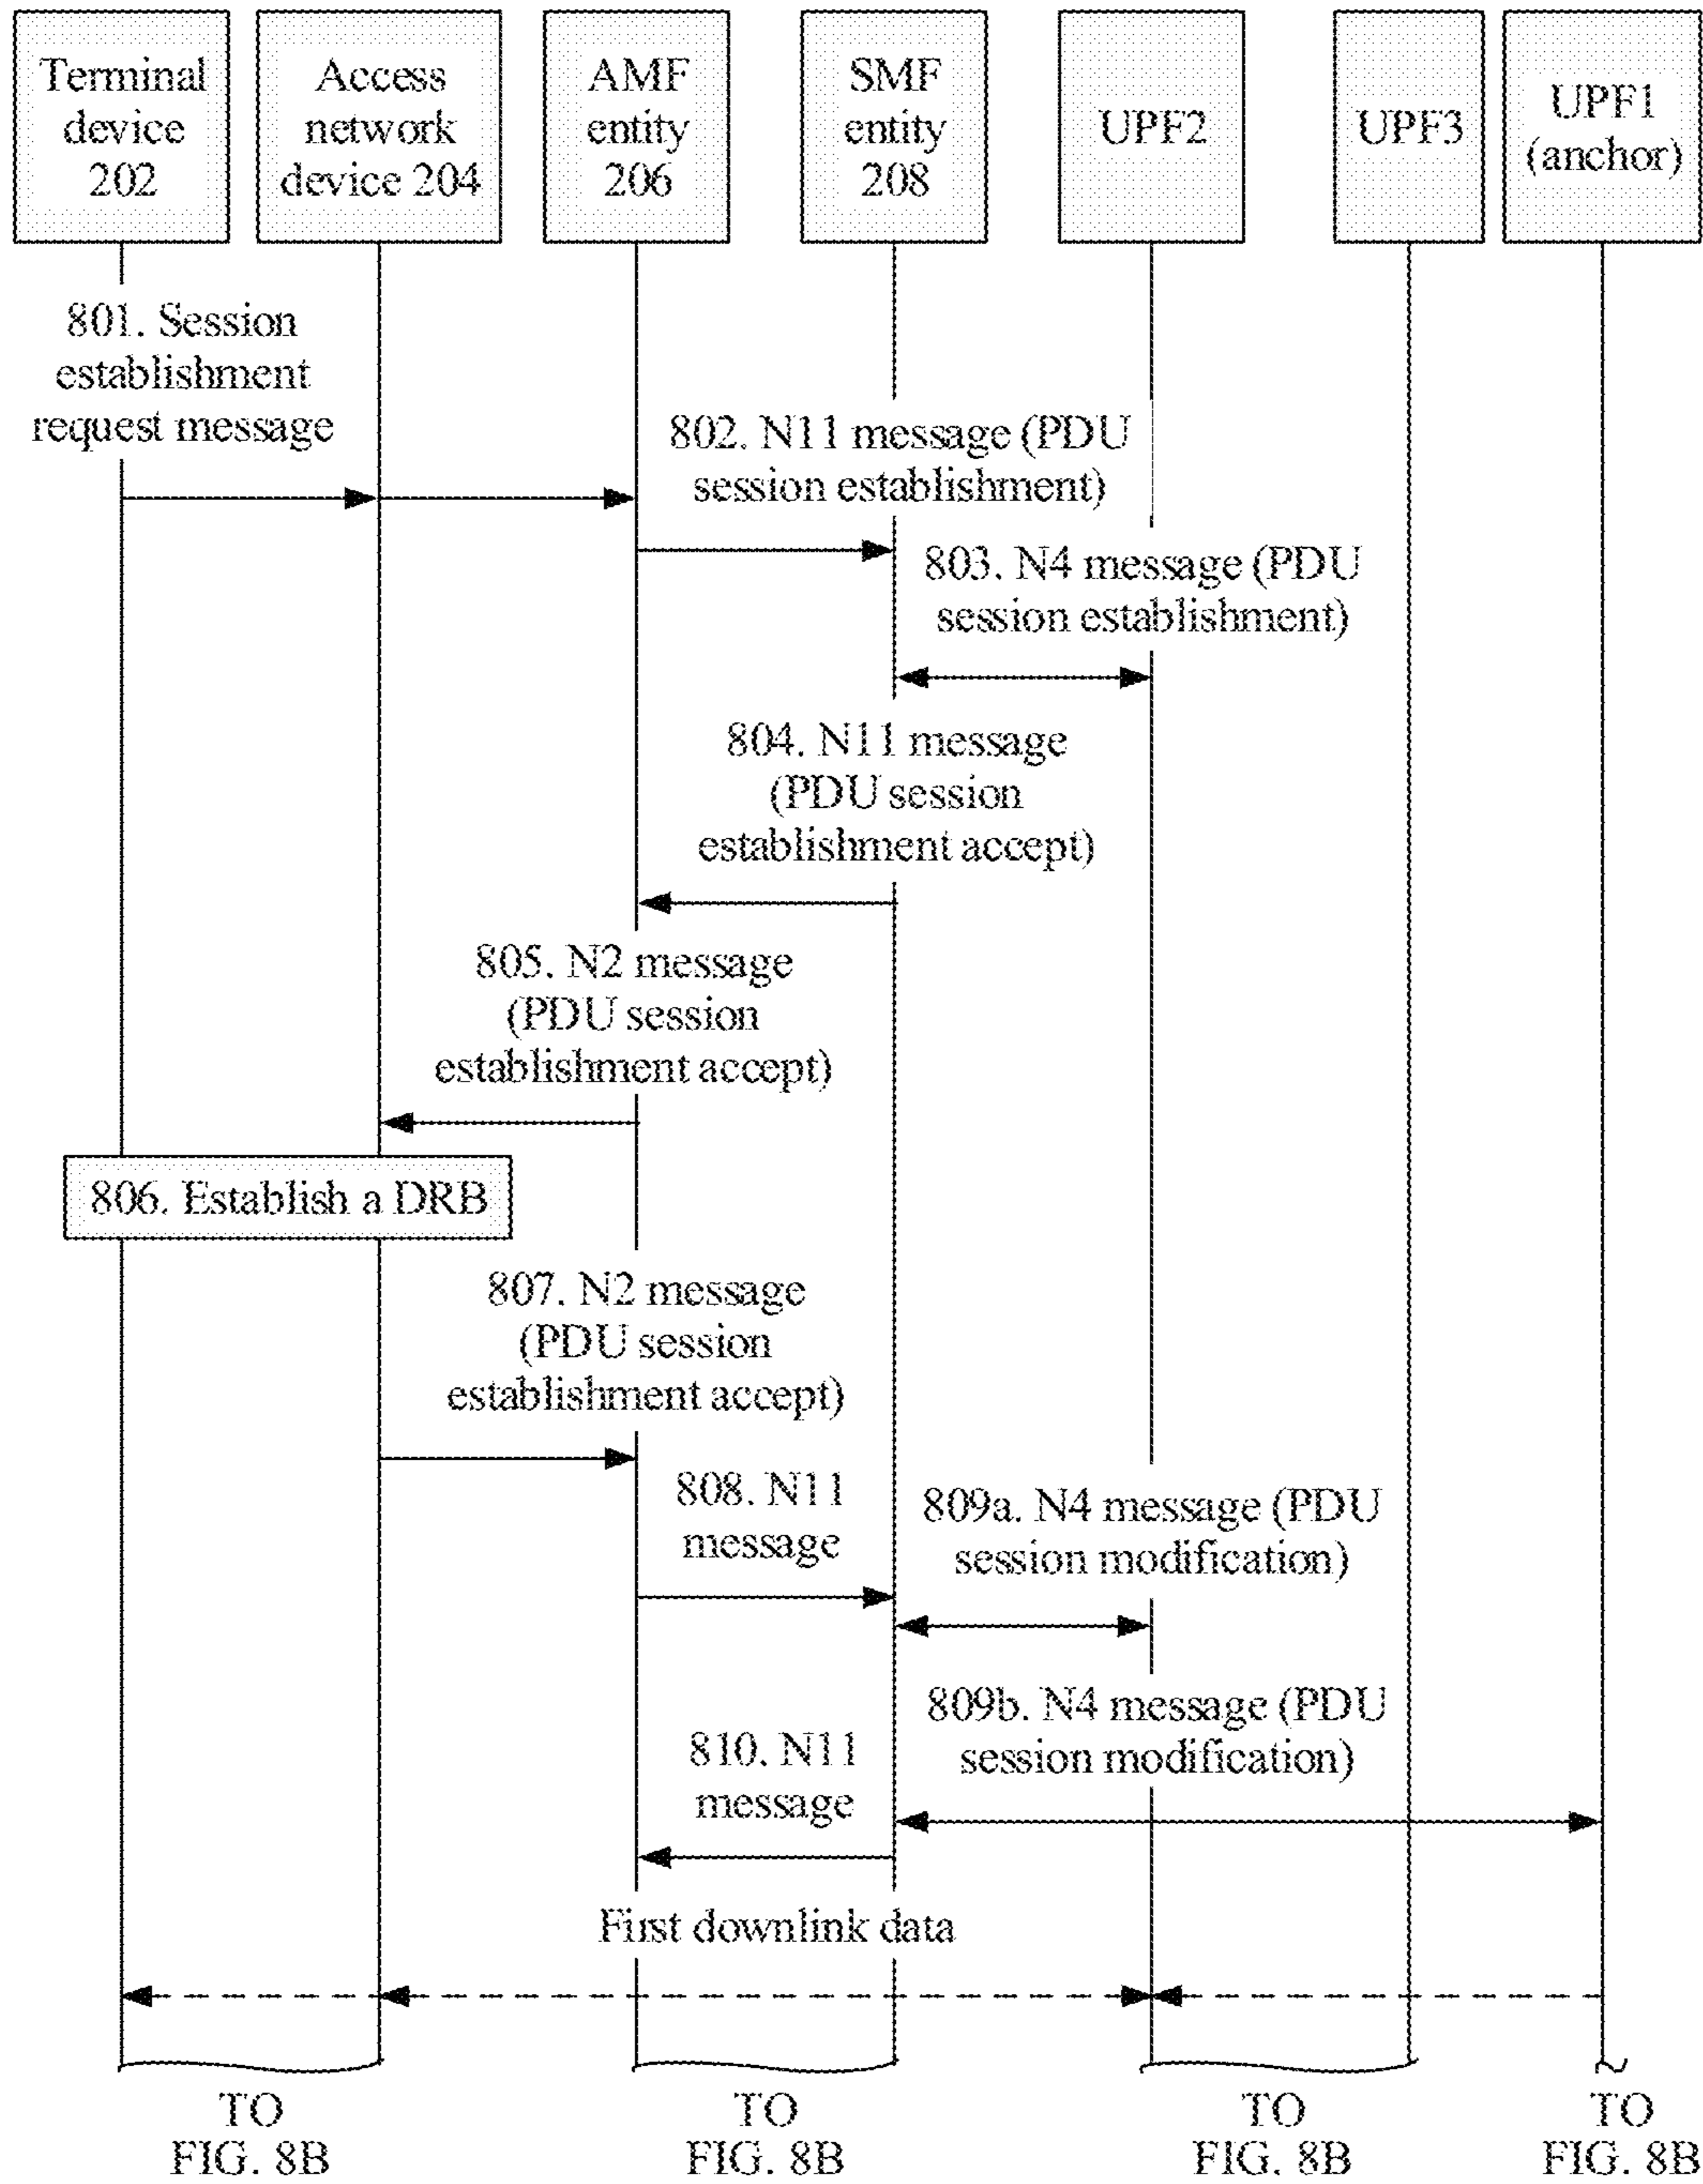 Terminal
device
202
Access
network
device 204
AMF
entity
206
SMF
entity
208
UPF2
UPF3
UPF1
(anchor)
801. Session
establishment
request message
802. N11 message (PDU
session establishment)
803. N4 message (PDU
session establishment)
804. N11 message
(PDU session
establishment accept)
805. N2 message
(PDU session
establishment accept)
806. Establish a DRB
807. N2 message
(PDU session
establishment accept)
808. N11
message
809a. N4 message (PDU
session modification)
809b. N4 message (PDU
session modification)
810. N11
message
First downlink data
TO
FIG. 8B
TO
FIG. 8B
TO
FIG. 8B
TO
FIG. 8B